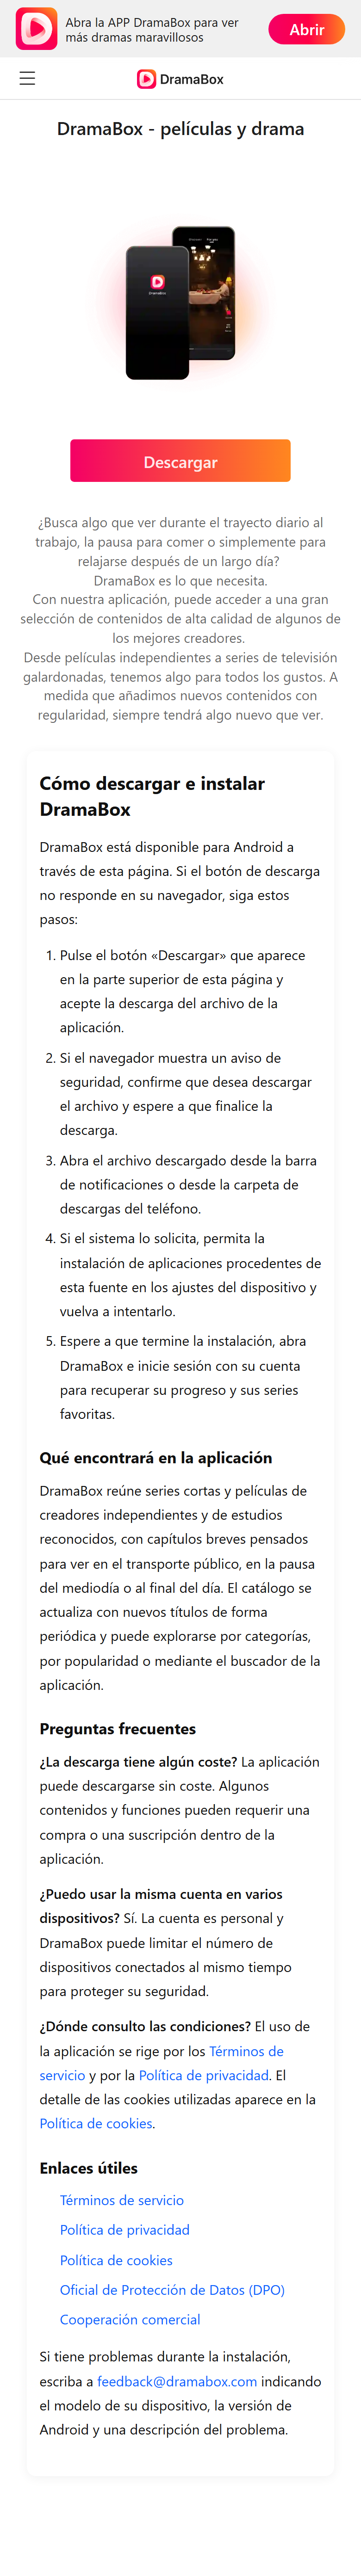 Abra la APP DramaBox para ver
más dramas maravillosos
Abrir
DramaBox
DramaBox - películas y drama
Descargar
¿Busca algo que ver durante el trayecto diario al
trabajo, la pausa para comer o simplemente para
relajarse después de un largo día?
DramaBox es lo que necesita.
Con nuestra aplicación, puede acceder a una gran
selección de contenidos de alta calidad de algunos de
los mejores creadores.
Desde películas independientes a series de televisión
galardonadas, tenemos algo para todos los gustos. A
medida que añadimos nuevos contenidos con
regularidad, siempre tendrá algo nuevo que ver.
Cómo descargar e instalar
DramaBox
DramaBox está disponible para Android a
través de esta página. Si el botón de descarga
no responde en su navegador, siga estos
pasos:
1. Pulse el botón «Descargar» que aparece
en la parte superior de esta página y
acepte la descarga del archivo de la
aplicación.
2. Si el navegador muestra un aviso de
seguridad, confirme que desea descargar
el archivo y espere a que finalice la
descarga.
3. Abra el archivo descargado desde la barra
de notificaciones o desde la carpeta de
descargas del teléfono.
4. Si el sistema lo solicita, permita la
instalación de aplicaciones procedentes de
esta fuente en los ajustes del dispositivo y
vuelva a intentarlo.
5. Espere a que termine la instalación, abra
DramaBox e inicie sesión con su cuenta
para recuperar su progreso y sus series
favoritas.
Qué encontrará en la aplicación
DramaBox reúne series cortas y películas de
creadores independientes y de estudios
reconocidos, con capítulos breves pensados
para ver en el transporte público, en la pausa
del mediodía o al final del día. El catálogo se
actualiza con nuevos títulos de forma
periódica y puede explorarse por categorías,
por popularidad o mediante el buscador de la
aplicación.
Preguntas frecuentes
¿La descarga tiene algún coste? La aplicación
puede descargarse sin coste. Algunos
contenidos y funciones pueden requerir una
compra o una suscripción dentro de la
aplicación.
¿Puedo usar la misma cuenta en varios
dispositivos? Sí. La cuenta es personal y
DramaBox puede limitar el número de
dispositivos conectados al mismo tiempo
para proteger su seguridad.
¿Dónde consulto las condiciones? El uso de
la aplicación se rige por los Términos de
servicio y por la Política de privacidad. El
detalle de las cookies utilizadas aparece en la
Política de cookies.
Enlaces útiles
Términos de servicio
Política de privacidad
Política de cookies
Oficial de Protección de Datos (DPO)
Cooperación comercial
Si tiene problemas durante la instalación,
escriba a feedback@dramabox.com indicando
el modelo de su dispositivo, la versión de
Android y una descripción del problema.